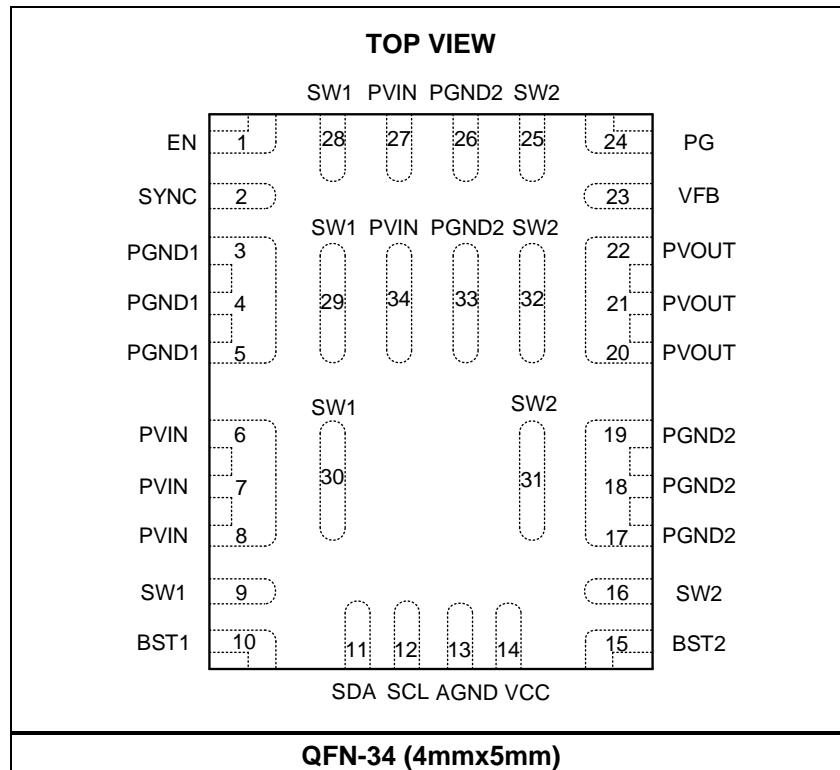 TOP VIEW
SW1 PVIN PGND2 SW2
EN 1 28 27 26 25 24 PG
SYNC 2 23 VFB
SW1 PVIN PGND2 SW2
PGND1 3 22 PVOUT
PGND1 4 29 34 33 32 21 PVOUT
PGND1 5 20 PVOUT
SW1 SW2
PVIN 6 19 PGND2
PVIN 7 30 31 18 PGND2
PVIN 8 17 PGND2
SW1 9 16 SW2
BST1 10 11 12 13 14 15 BST2
SDA SCL AGND VCC
QFN-34 (4mmx5mm)